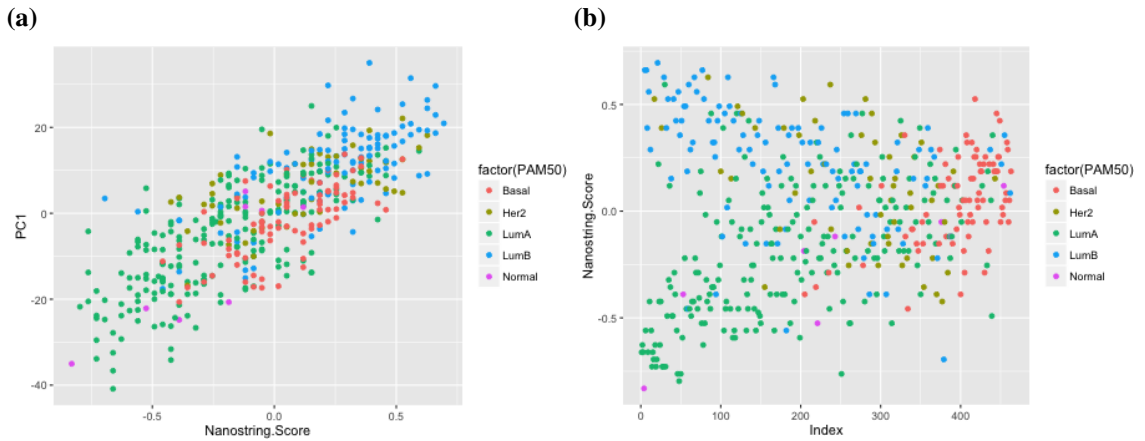 (a)
20
0
-20
-40
PC1
-0.5
0.0
0.5
Nanostring.Score
factor(PAM50)
Basal
Her2
LumA
LumB
Normal
(b)
0.5
0.0
-0.5
Nanostring.Score
0
100
200
300
400
Index
factor(PAM50)
Basal
Her2
LumA
LumB
Normal